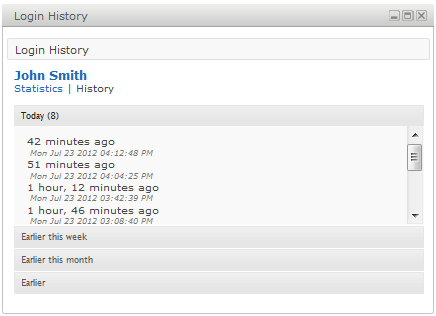 Login History
Login History
John Smith
Statistics | History
Today (8)
42 minutes ago
Mon Jul 23 2012 04:12:48 PM
51 minutes ago
Mon Jul 23 2012 04:04:25 PM
1 hour, 12 minutes ago
Mon Jul 23 2012 03:42:39 PM
1 hour, 46 minutes ago
Mon Jul 23 2012 03:08:40 PM
Earlier this week
Earlier this month
Earlier